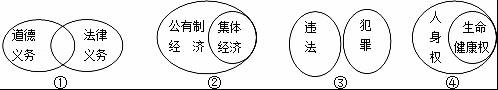 道德
义务
法律
义务
①
公有制
经济
集体
经济
②
违
法
犯
罪
③
人
身
权
生命
健康权
④